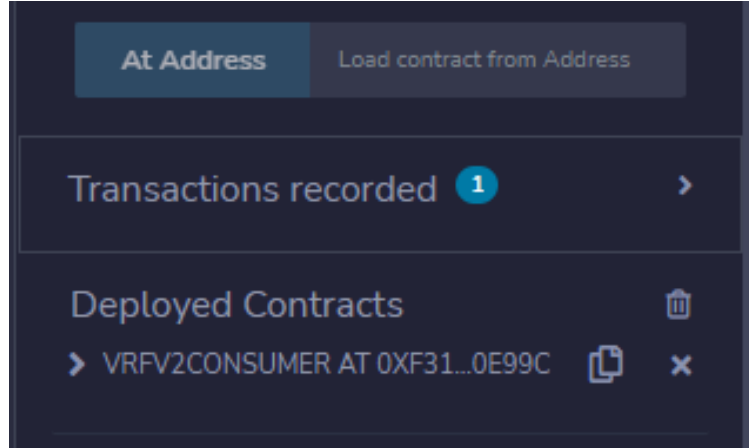 At Address Load contract from Address
Transactions recorded 1
Deployed Contracts
VRFV2CONSUMER AT 0XF31...0E99C